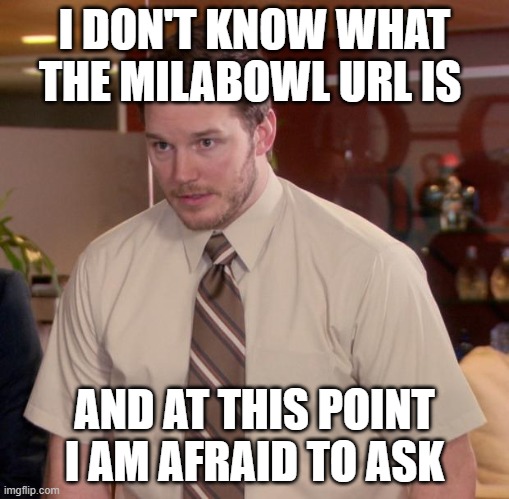 I DON'T KNOW WHAT
THE MILABOWL URL IS
AND AT THIS POINT
I AM AFRAID TO ASK
imgflip.com